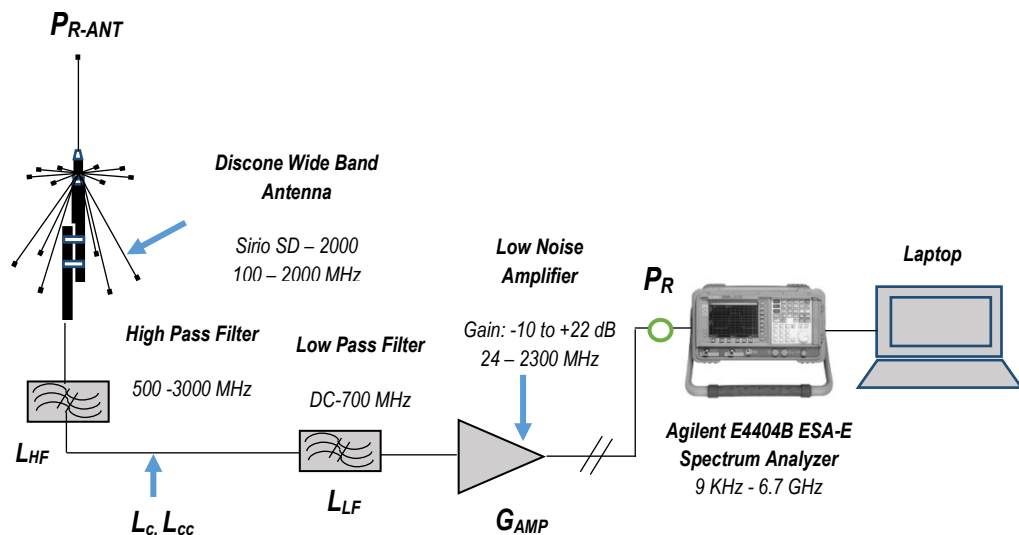 P_R-ANT
Discone Wide Band
Antenna
Sirio SD – 2000
100 – 2000 MHz
High Pass Filter
500 -3000 MHz
L_HF
L_c, L_cc
Low Pass Filter
DC-700 MHz
L_LF
Low Noise
Amplifier
Gain: -10 to +22 dB
24 – 2300 MHz
G_AMP
P_R
Agilent E4404B ESA-E
Spectrum Analyzer
9 KHz - 6.7 GHz
Laptop